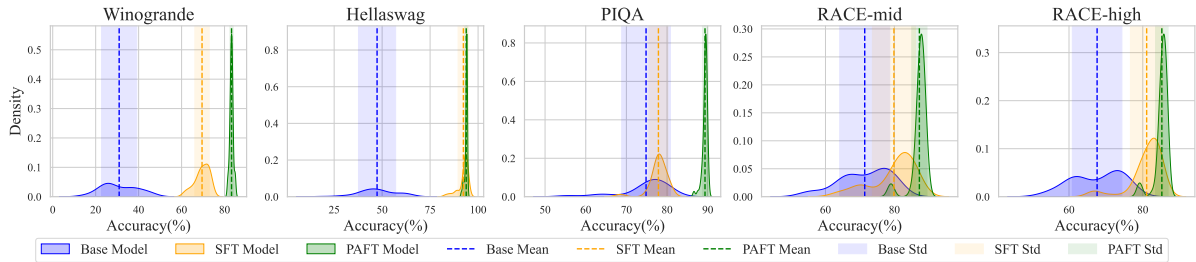 Winogrande
Hellaswag
PIQA
RACE-mid
RACE-high
Density
0.5
0.4
0.3
0.2
0.1
0.0
0 20 40 60 80
Accuracy(%)
0.8
0.6
0.4
0.2
0.0
25 50 75 100
Accuracy(%)
0.8
0.6
0.4
0.2
0.0
50 60 70 80 90
Accuracy(%)
0.30
0.25
0.20
0.15
0.10
0.05
0.00
60 80
Accuracy(%)
0.3
0.2
0.1
0.0
60 80
Accuracy(%)
Base Model SFT Model PAFT Model Base Mean SFT Mean PAFT Mean Base Std SFT Std PAFT Std